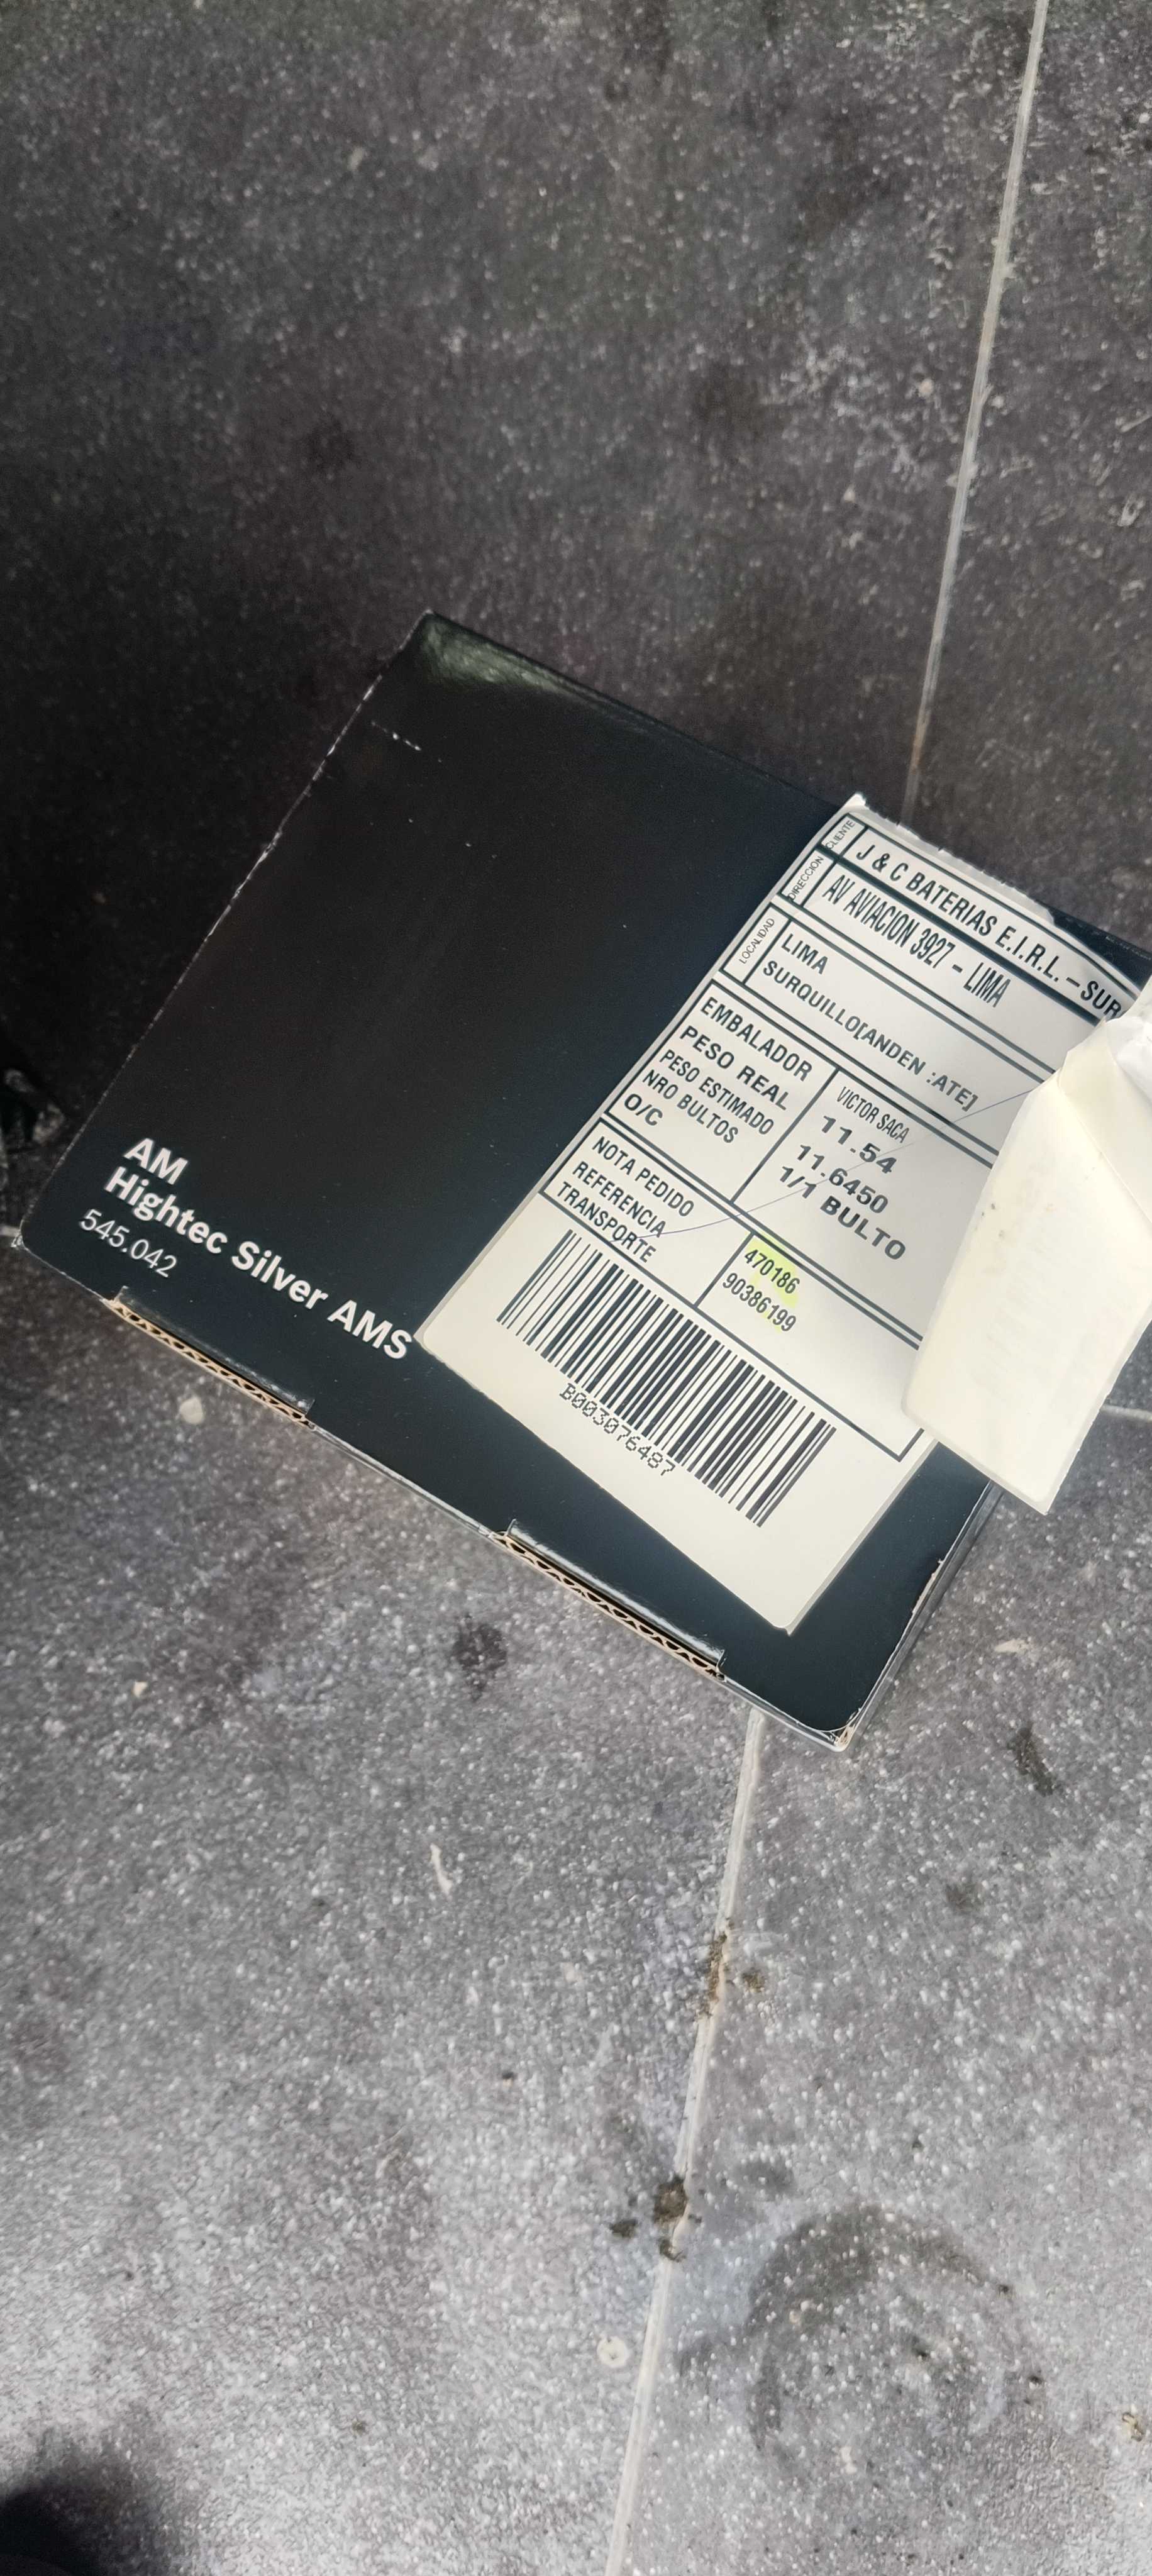 AM
Hightec Silver AMS
545.042
CLIENTE J & C BATERIAS E.I.R.L. - SUR
DIRECCION AV AVIACION 3927 - LIMA
LOCALIDAD LIMA
SURQUILLO[ANDEN :ATE]
EMBALADOR VICTOR SACA
PESO REAL 11.54
PESO ESTIMADO 11.6450
NRO BULTOS 1/1 BULTO
O/C
NOTA PEDIDO 470186
REFERENCIA 90386199
TRANSPORTE
B003076487